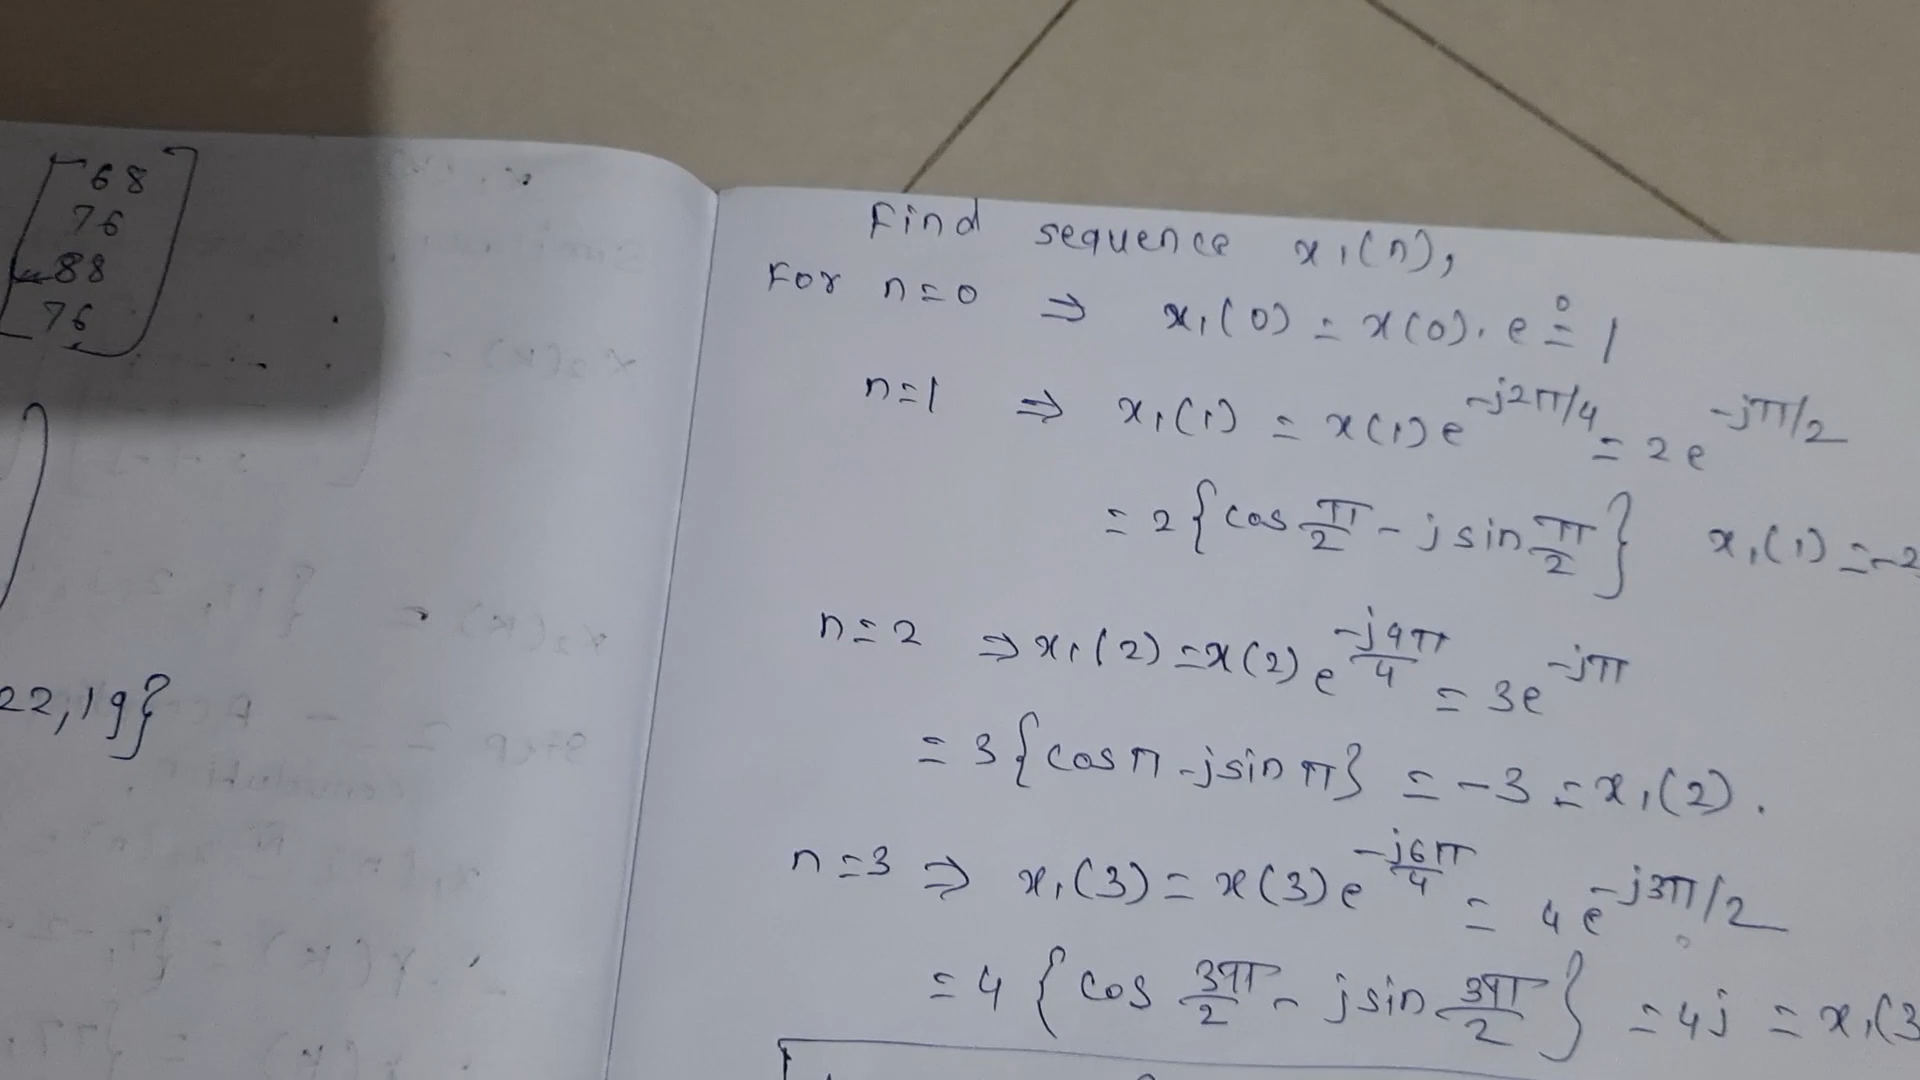 68
76
88
76
22,19}
Find sequence x₁(n),
For n=0 ⇒ x₁(0) = x(0). e⁰ = 1
n=1 ⇒ x₁(1) = x(1) e^-j2π/4 = 2e^-jπ/2
= 2{cos π/2 - j sin π/2} x₁(1) = -2
n=2 ⇒ x₁(2) = x(2) e^-j4π/4 = 3e^-jπ
= 3{cosπ - jsin π} = -3 = x₁(2).
n=3 ⇒ x₁(3) = x(3) e^-j6π/4 = 4e^-j3π/2
= 4{cos 3π/2 - jsin 3π/2} = 4j = x₁(3